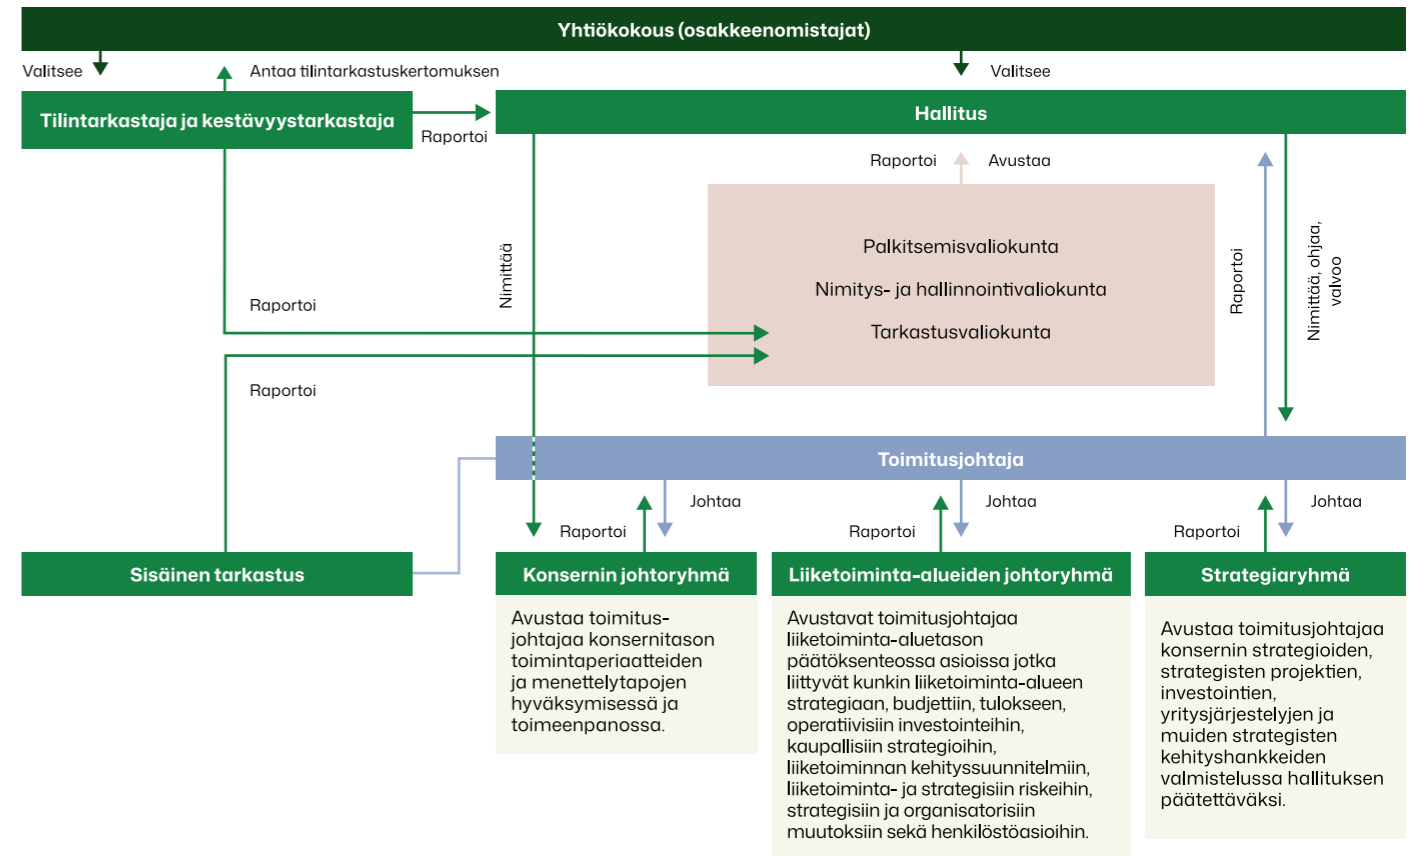 Yhtiökokous (osakkeenomistajat)
Valitsee
Antaa tilintarkastuskertomuksen
Valitsee
Tilintarkastaja ja kestävyystarkastaja
Raportoi
Hallitus
Raportoi
Avustaa
Palkitsemisvaliokunta
Nimitys- ja hallinnointivaliokunta
Tarkastusvaliokunta
Nimittää
Raportoi
Nimittää, ohjaa,
valvoo
Raportoi
Raportoi
Toimitusjohtaja
Raportoi
Johtaa
Raportoi
Johtaa
Raportoi
Johtaa
Sisäinen tarkastus
Konsernin johtoryhmä
Avustaa toimitus-
johtajaa konsernitason
toimintaperiaatteiden
ja menettelytapojen
hyväksymisessä ja
toimeenpanossa.
Liiketoiminta-alueiden johtoryhmä
Avustavat toimitusjohtajaa
liiketoiminta-aluetason
päätöksenteossa asioissa jotka
liittyvät kunkin liiketoiminta-alueen
strategiaan, budjettiin, tulokseen,
operatiivisiin investointeihin,
kaupallisiin strategioihin,
liiketoiminnan kehityssuunnitelmiin,
liiketoiminta- ja strategisiin riskeihin,
strategisiin ja organisatorisiin
muutoksiin sekä henkilöstöasioihin.
Strategiaryhmä
Avustaa toimitusjohtajaa
konsernin strategioiden,
strategisten projektien,
investointien,
yritysjärjestelyjen ja
muiden strategisten
kehityshankkeiden
valmistelussa hallituksen
päätettäväksi.